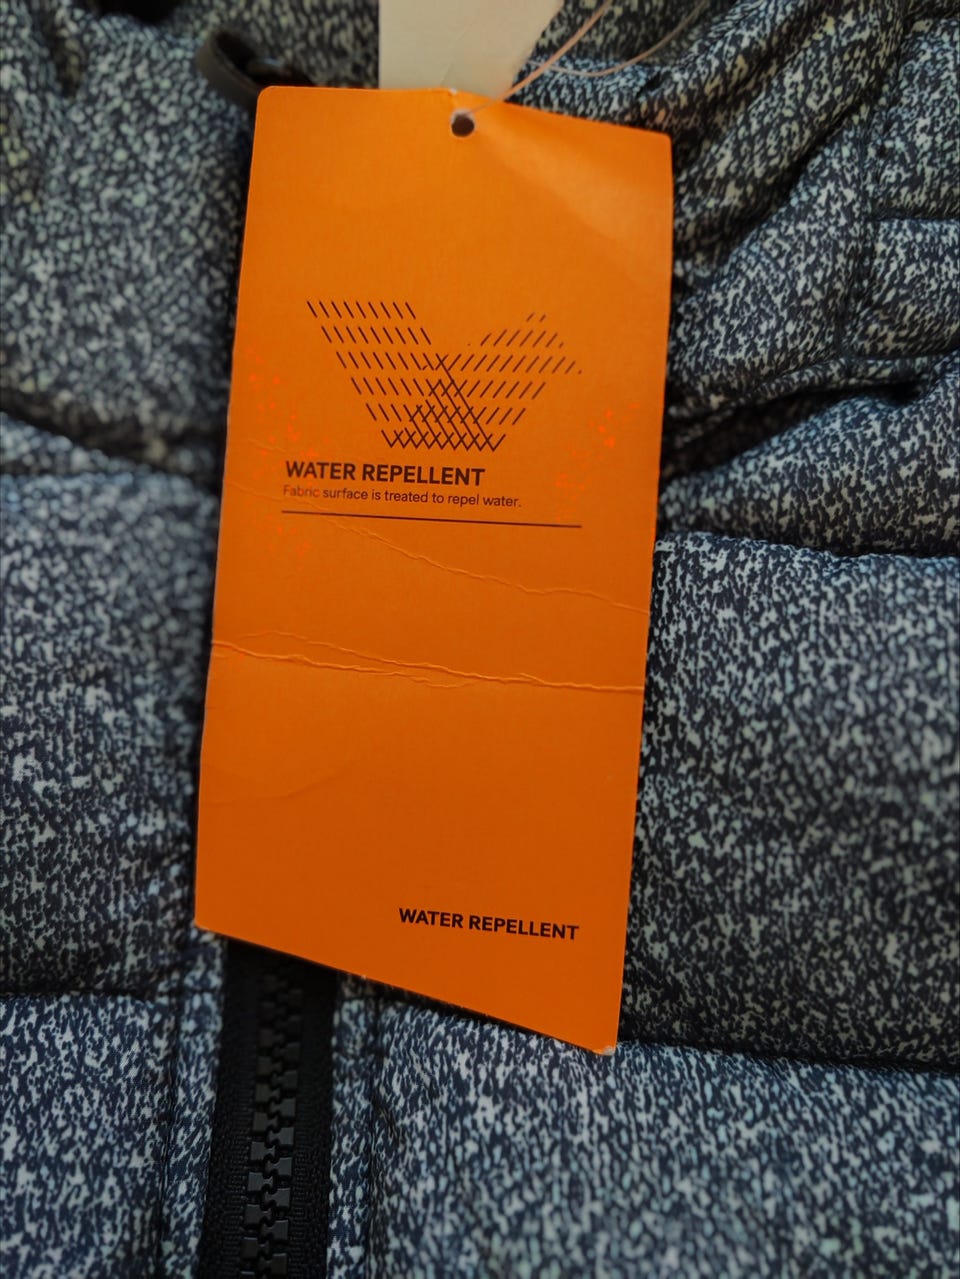 WATER REPELLENT
Fabric surface is treated to repel water.
WATER REPELLENT